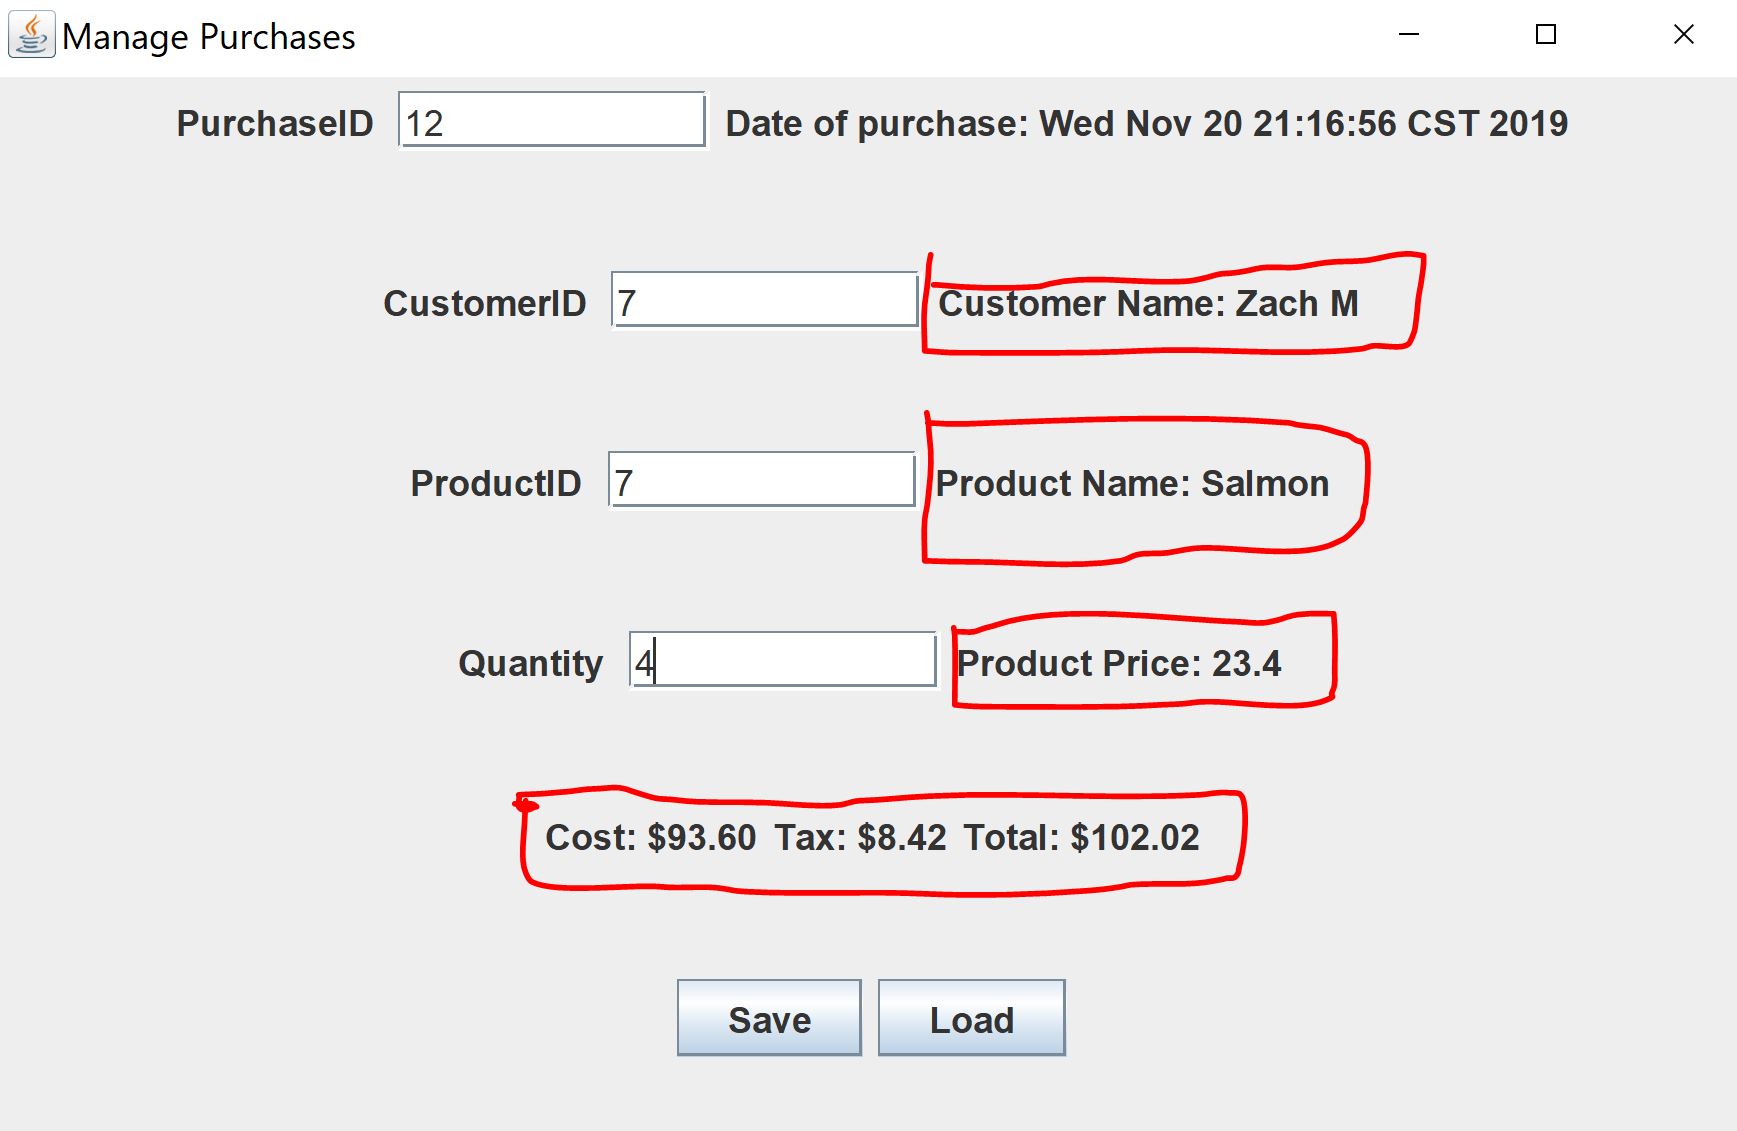 Manage Purchases
PurchaseID 12 Date of purchase: Wed Nov 20 21:16:56 CST 2019
CustomerID 7 Customer Name: Zach M
ProductID 7 Product Name: Salmon
Quantity 4 Product Price: 23.4
Cost: $93.60 Tax: $8.42 Total: $102.02
Save Load